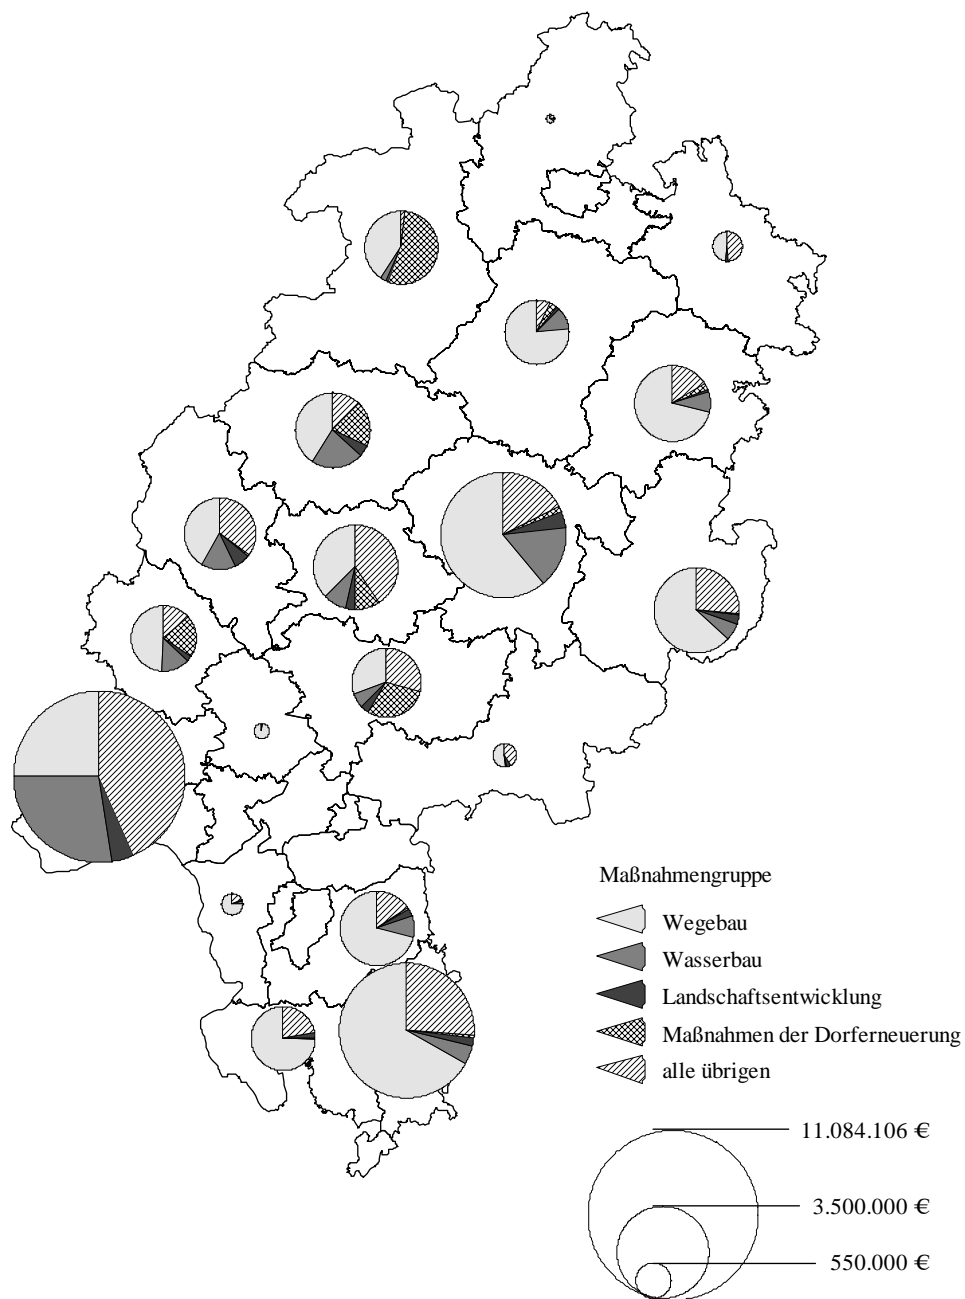 Maßnahmengruppe
Wegebau
Wasserbau
Landschaftsentwicklung
Maßnahmen der Dorferneuerung
alle übrigen
11.084.106 €
3.500.000 €
550.000 €